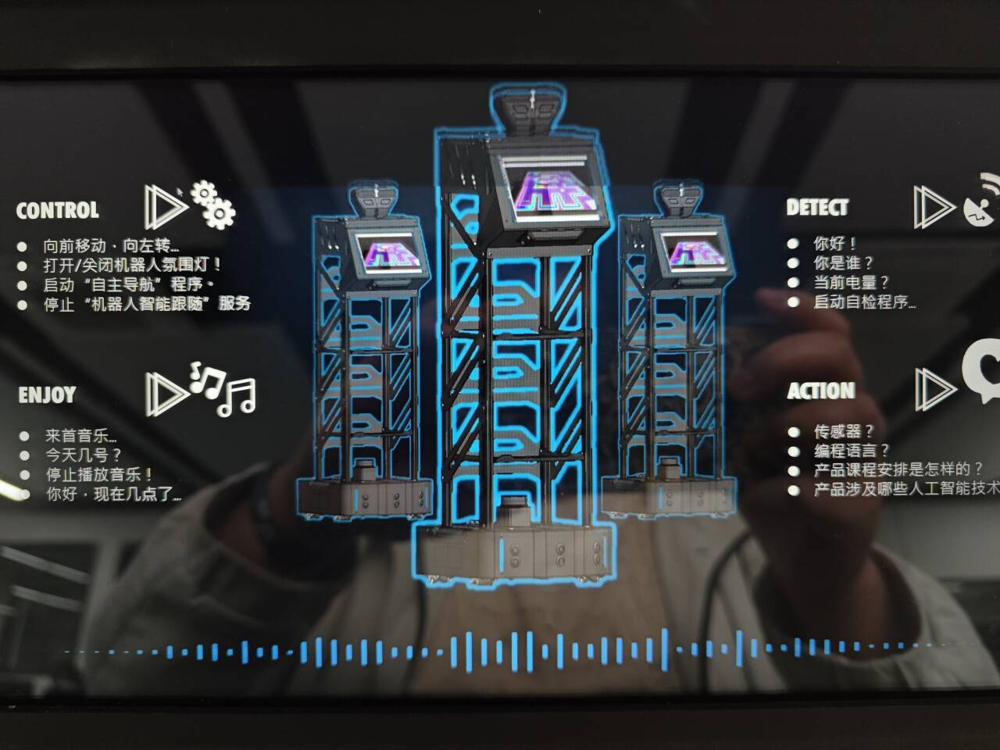 CONTROL
向前移动·向左转...
打开/关闭机器人氛围灯！
启动“自主导航”程序·
停止“机器人智能跟随”服务
ENJOY
来首音乐...
今天几号？
停止播放音乐！
你好·现在几点了...
DETECT
你好！
你是谁？
当前电量？
启动自检程序...
ACTION
传感器？
编程语言？
产品课程安排是怎样的？
产品涉及哪些人工智能技术